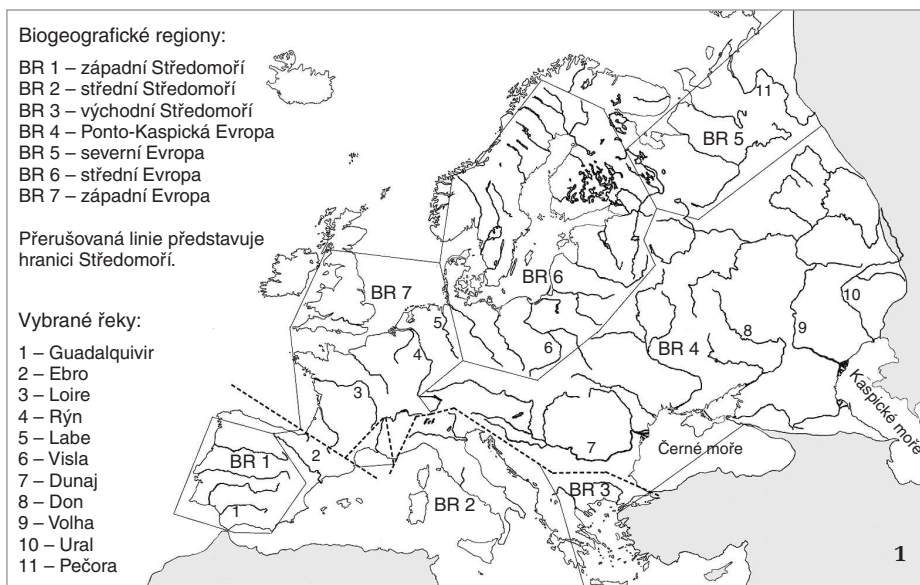 Biogeografické regiony:
BR 1 – západní Středomoří
BR 2 – střední Středomoří
BR 3 – východní Středomoří
BR 4 – Ponto-Kaspická Evropa
BR 5 – severní Evropa
BR 6 – střední Evropa
BR 7 – západní Evropa
Přerušovaná linie představuje
hranici Středomoří.
Vybrané řeky:
1 – Guadalquivir
2 – Ebro
3 – Loire
4 – Rýn
5 – Labe
6 – Visla
7 – Dunaj
8 – Don
9 – Volha
10 – Ural
11 – Pečora
11
BR 5
BR 6
BR 7
10
5
8
9
4
6
BR 4
3
Kaspické moře
7
Černé moře
2
BR 1
BR 3
BR 2
1
1